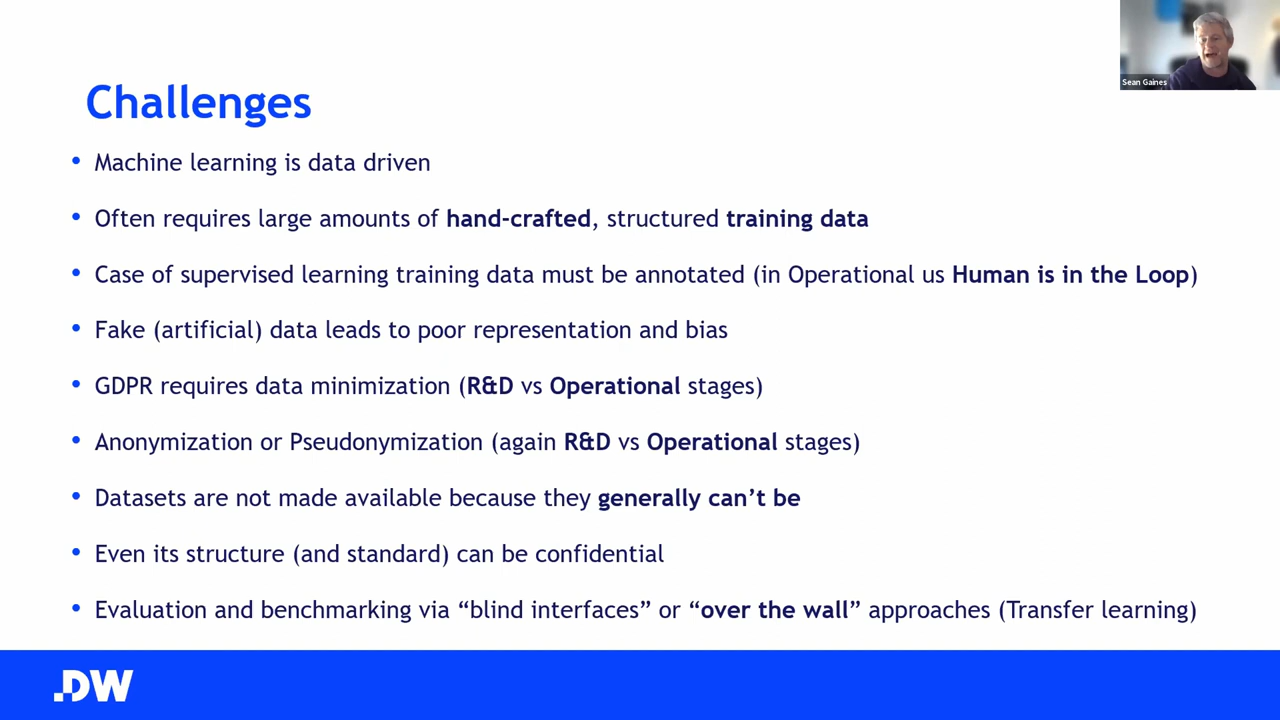 Sean Gaines
Challenges
• Machine learning is data driven
• Often requires large amounts of hand-crafted, structured training data
• Case of supervised learning training data must be annotated (in Operational us Human is in the Loop)
• Fake (artificial) data leads to poor representation and bias
• GDPR requires data minimization (R&D vs Operational stages)
• Anonymization or Pseudonymization (again R&D vs Operational stages)
• Datasets are not made available because they generally can’t be
• Even its structure (and standard) can be confidential
• Evaluation and benchmarking via “blind interfaces” or “over the wall” approaches (Transfer learning)
.DW